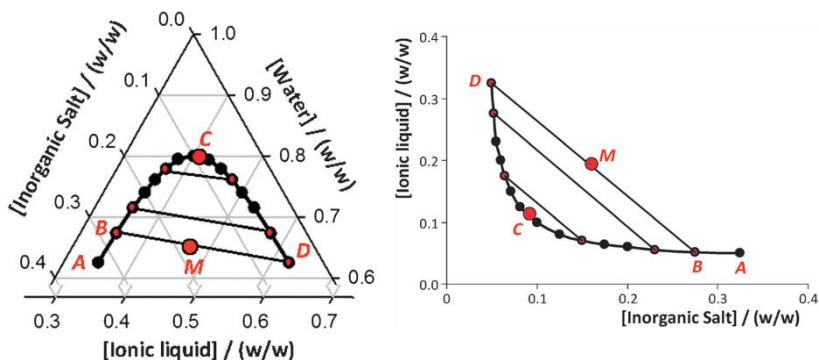 0.0
1.0
0.1
0.9
0.2
0.8
0.3
0.7
0.4
0.6
[Inorganic Salt] / (w/w)
[Water] / (w/w)
C
B
A
M
D
0.3
0.4
0.5
0.6
0.7
[Ionic liquid] / (w/w)
0.4
0.3
0.2
0.1
0.0
[Ionic liquid] / (w/w)
D
M
C
B
A
0
0.1
0.2
0.3
0.4
[Inorganic Salt] / (w/w)